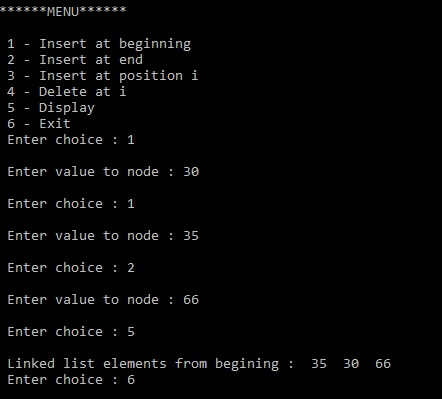 ******MENU******
1 - Insert at beginning
2 - Insert at end
3 - Insert at position i
4 - Delete at i
5 - Display
6 - Exit
Enter choice : 1
Enter value to node : 30
Enter choice : 1
Enter value to node : 35
Enter choice : 2
Enter value to node : 66
Enter choice : 5
Linked list elements from begining :  35  30  66
Enter choice : 6